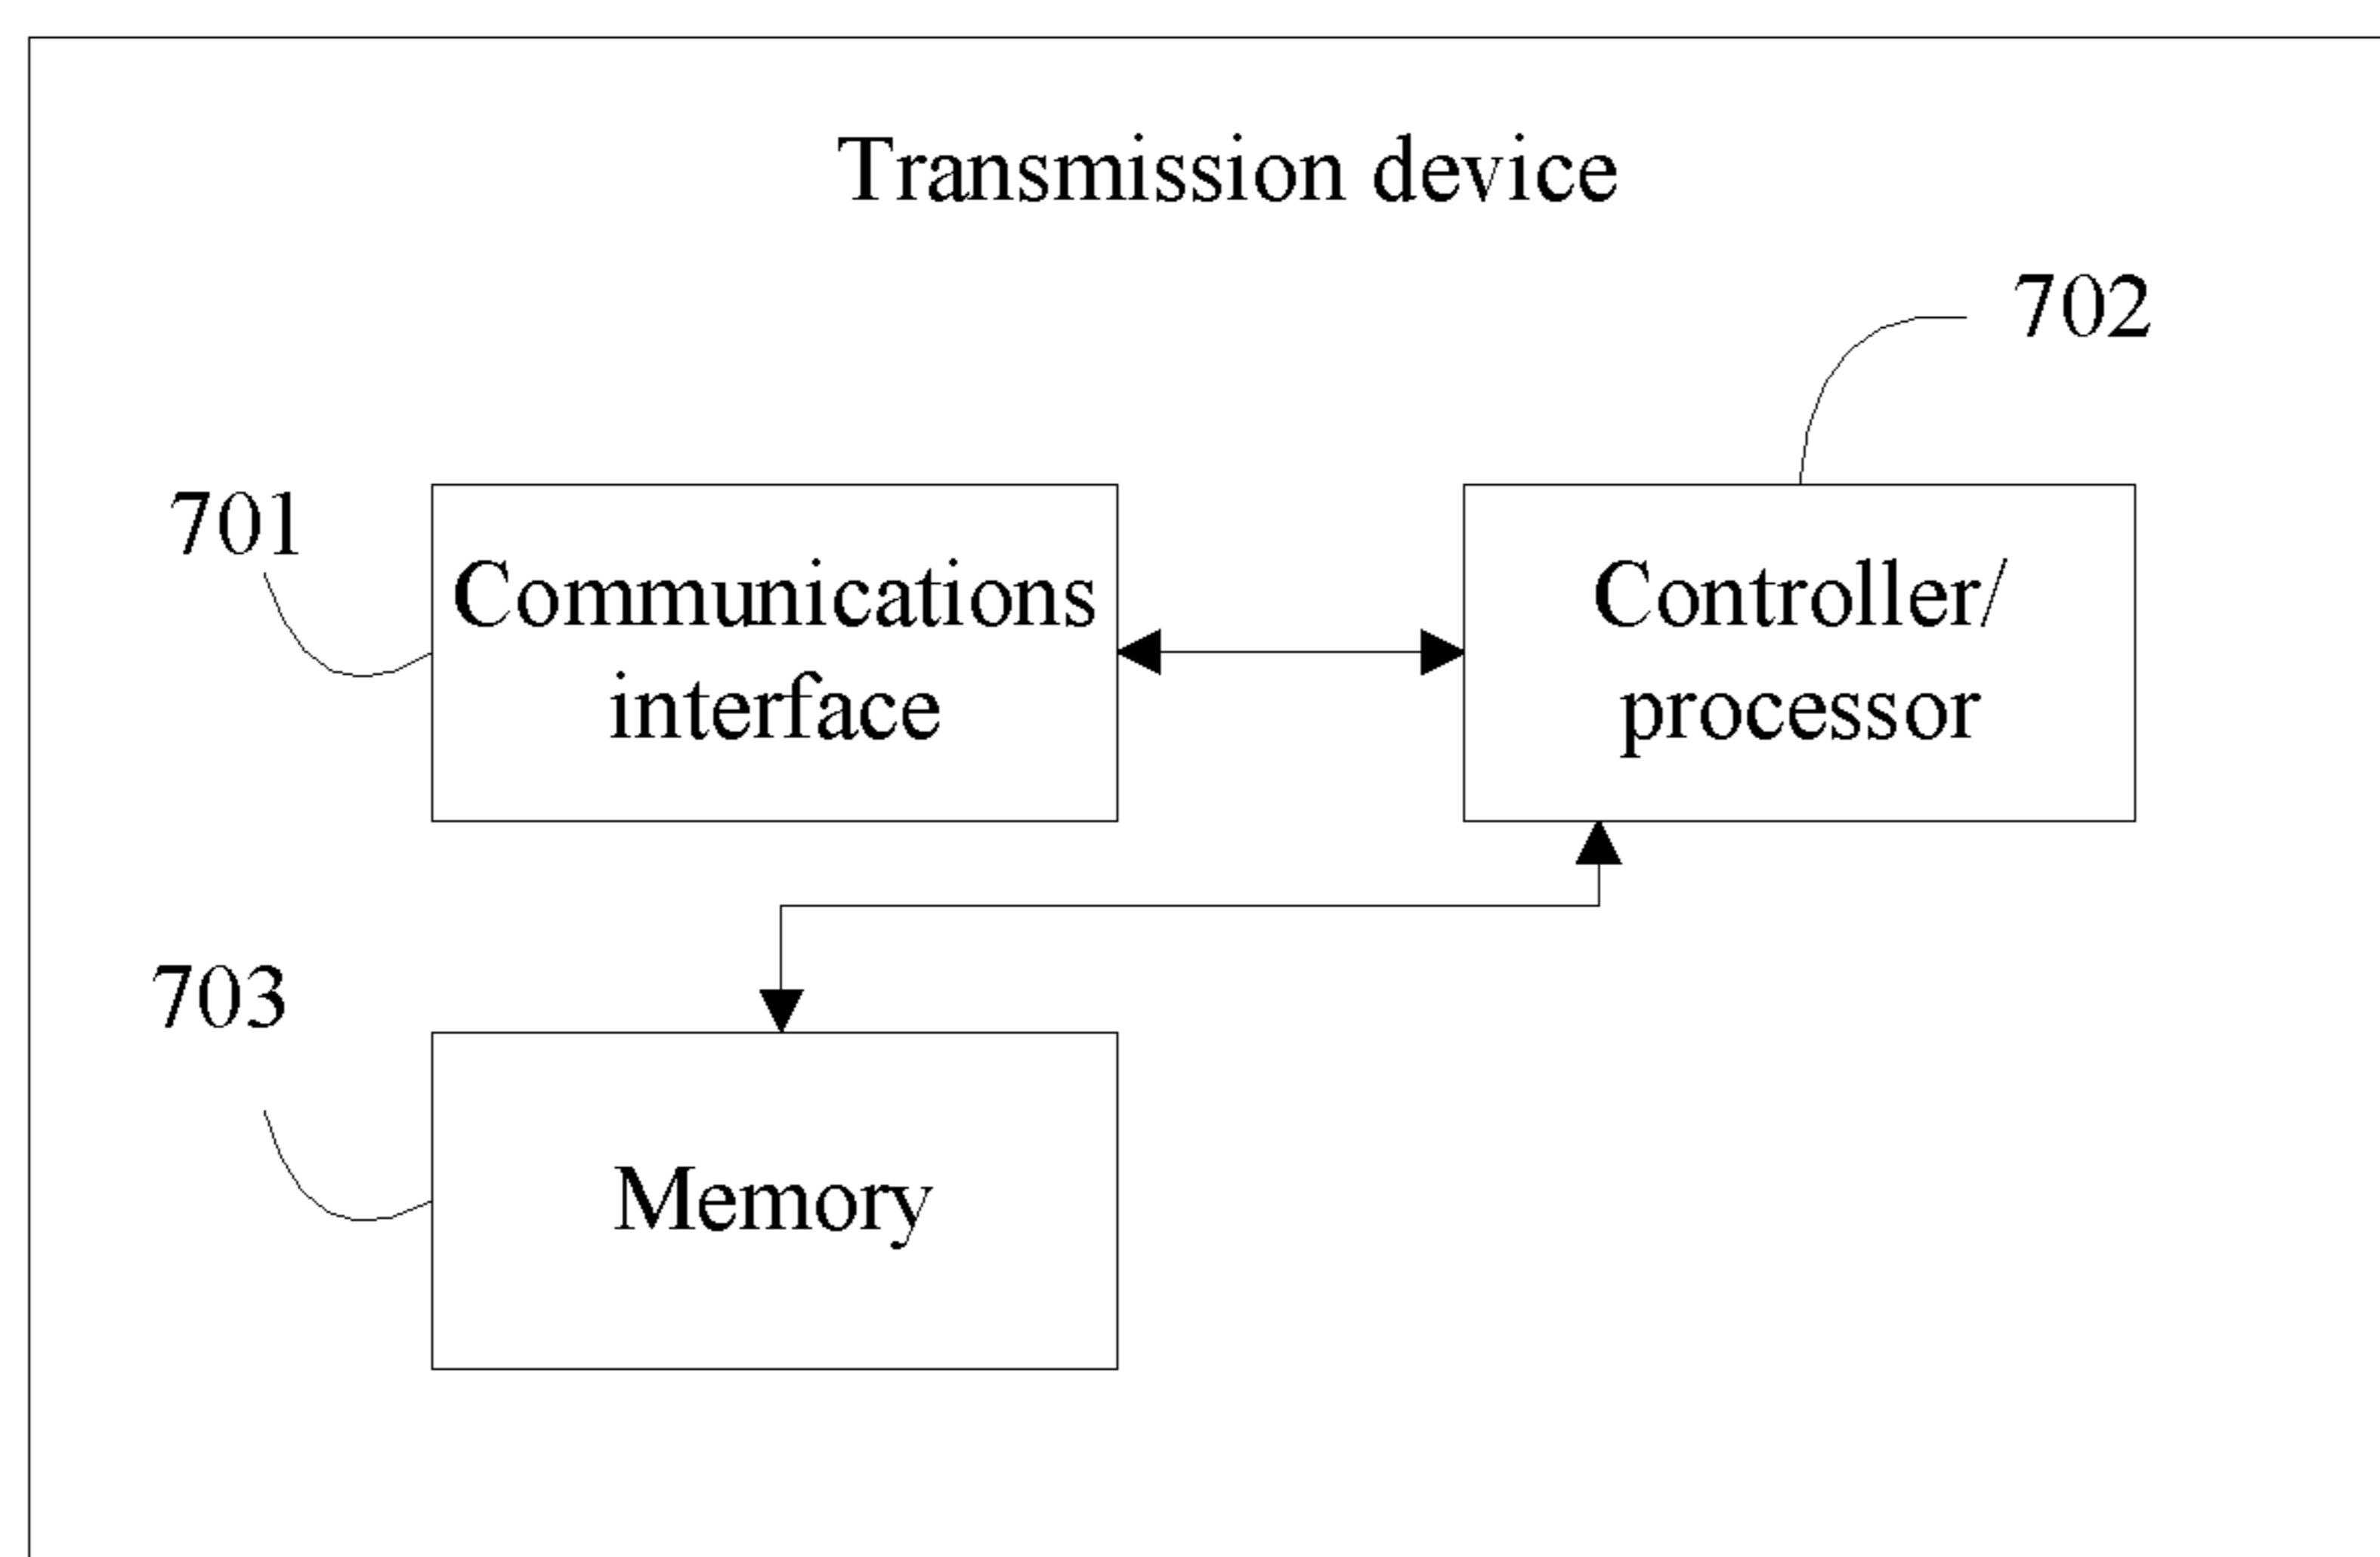 Transmission device
702
701
Communications
interface
Controller/
processor
703
Memory